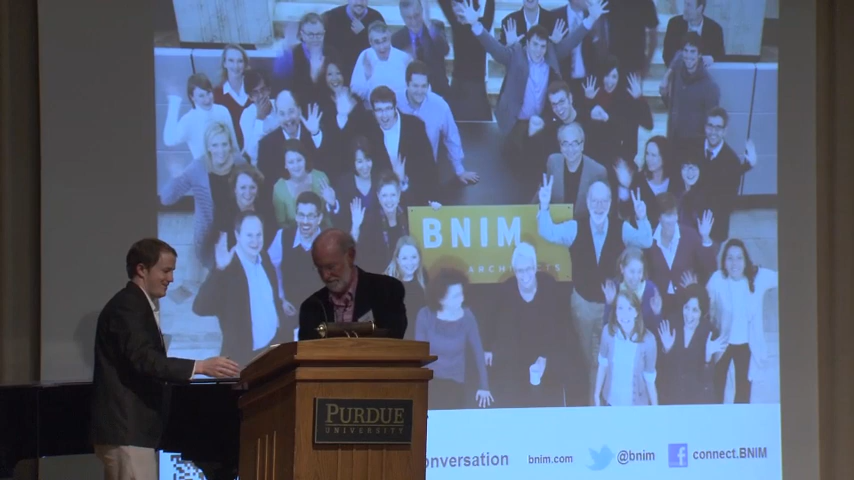 BNIM
ARCHITECTS
PURDUE
UNIVERSITY
onversation bnim.com @bnim connect.BNIM